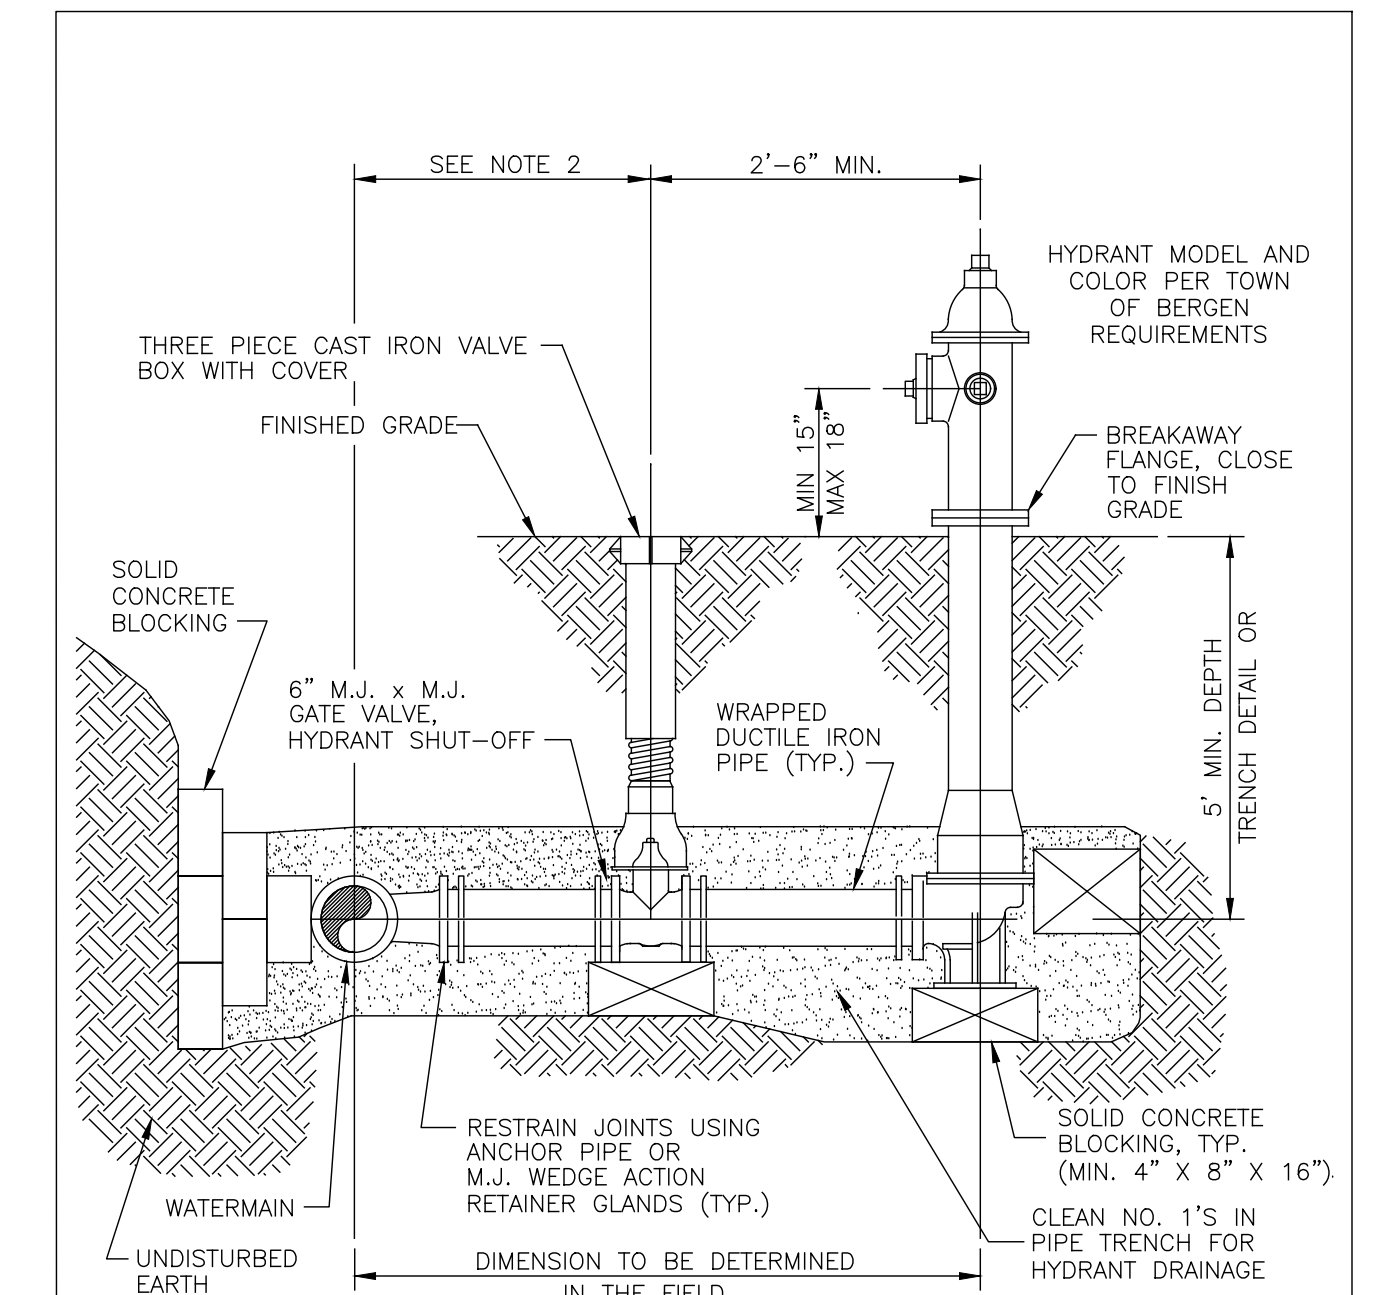 SEE NOTE 2
2'-6" MIN.
HYDRANT MODEL AND
COLOR PER TOWN
OF BERGEN
REQUIREMENTS
THREE PIECE CAST IRON VALVE
BOX WITH COVER
FINISHED GRADE
MIN 15"
MAX 18"
BREAKAWAY
FLANGE, CLOSE
TO FINISH
GRADE
SOLID
CONCRETE
BLOCKING
6" M.J. x M.J.
GATE VALVE,
HYDRANT SHUT-OFF
WRAPPED
DUCTILE IRON
PIPE (TYP.)
5' MIN. DEPTH
TRENCH DETAIL OR
RESTRAIN JOINTS USING
ANCHOR PIPE OR
M.J. WEDGE ACTION
RETAINER GLANDS (TYP.)
SOLID CONCRETE
BLOCKING, TYP.
(MIN. 4" X 8" X 16").
WATERMAIN
UNDISTURBED
EARTH
CLEAN NO. 1'S IN
PIPE TRENCH FOR
HYDRANT DRAINAGE
DIMENSION TO BE DETERMINED
IN THE FIELD